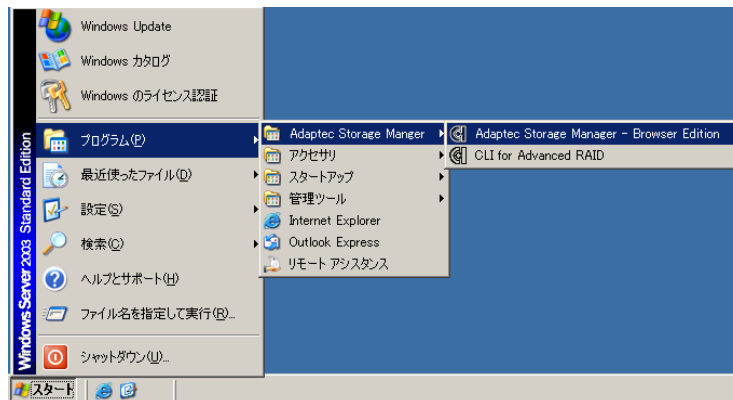 Windows Update
Windows カタログ
Windows のライセンス認証
プログラム(P)
最近使ったファイル(D)
設定(S)
検索(C)
ヘルプとサポート(H)
ファイル名を指定して実行(R)...
シャットダウン(U)...
Windows Server 2003 Standard Edition
Adaptec Storage Manger
アクセサリ
スタートアップ
管理ツール
Internet Explorer
Outlook Express
リモート アシスタンス
Adaptec Storage Manager - Browser Edition
CLI for Advanced RAID
スタート